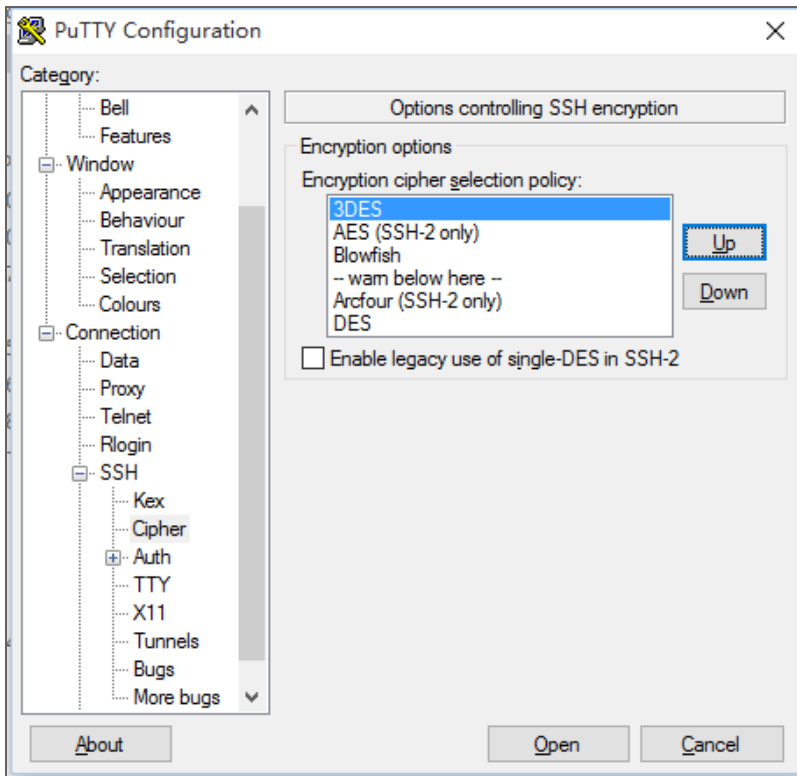 PuTTY Configuration
Category:
Bell
Features
Window
Appearance
Behaviour
Translation
Selection
Colours
Connection
Data
Proxy
Telnet
Rlogin
SSH
Kex
Cipher
Auth
TTY
X11
Tunnels
Bugs
More bugs
Options controlling SSH encryption
Encryption options
Encryption cipher selection policy:
3DES
AES (SSH-2 only)
Blowfish
-- warn below here --
Arcfour (SSH-2 only)
DES
Up
Down
Enable legacy use of single-DES in SSH-2
About
Open
Cancel